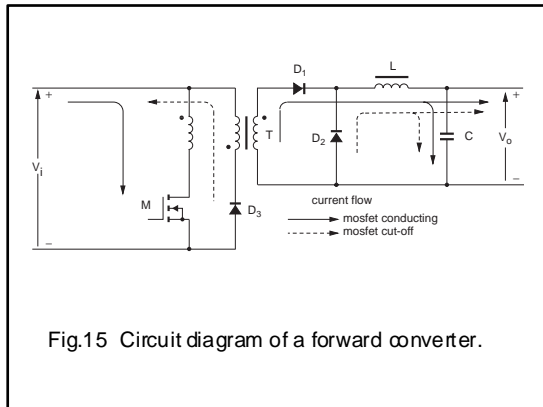 D1
L
+
+
Vi
T
D2
C
Vo
M
D3
current flow
mosfet conducting
mosfet cut-off
−
−
Fig.15 Circuit diagram of a forward converter.